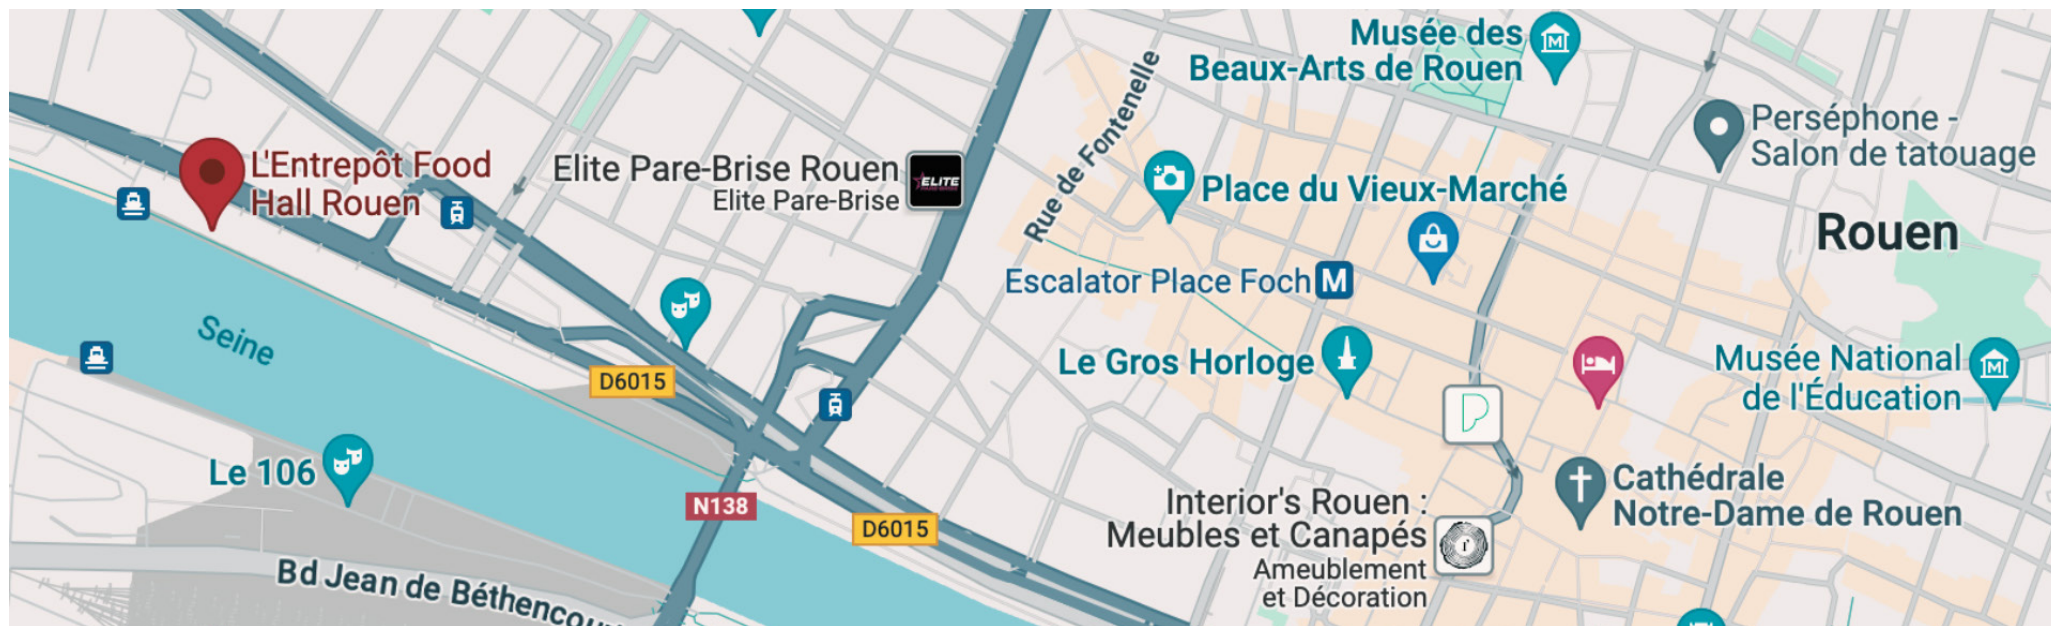 Musée des
Beaux-Arts de Rouen
Rue de Fontenelle
Perséphone -
Salon de tatouage
L'Entrepôt Food
Hall Rouen
Elite Pare-Brise Rouen
Elite Pare-Brise
ELITE
Place du Vieux-Marché
Rouen
Escalator Place Foch M
Seine
Le Gros Horloge
Musée National
de l'Éducation
D6015
Le 106
Cathédrale
Notre-Dame de Rouen
N138
D6015
Interior's Rouen :
Meubles et Canapés
Ameublement
et Décoration
Bd Jean de Béthencou